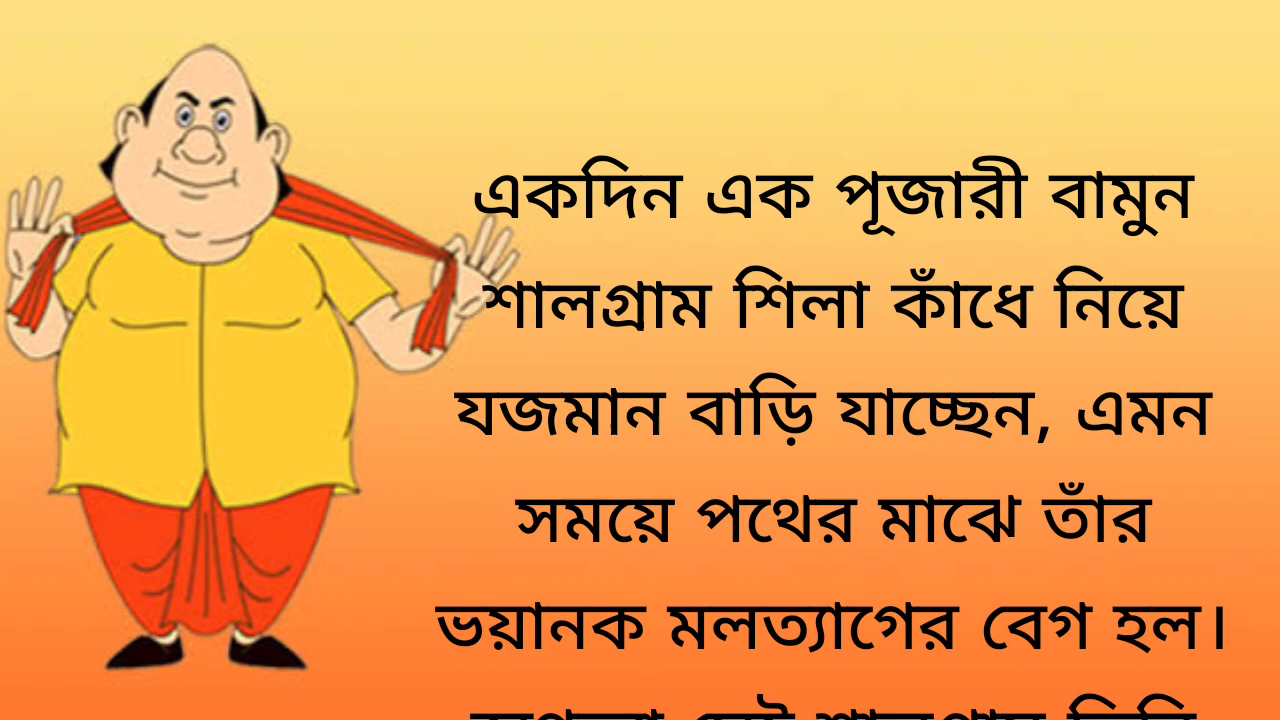 একদিন এক পূজারী বামুন
শালগ্রাম শিলা কাঁধে নিয়ে
যজমান বাড়ি যাচ্ছেন, এমন
সময়ে পথের মাঝে তাঁর
ভয়ানক মলত্যাগের বেগ হল।